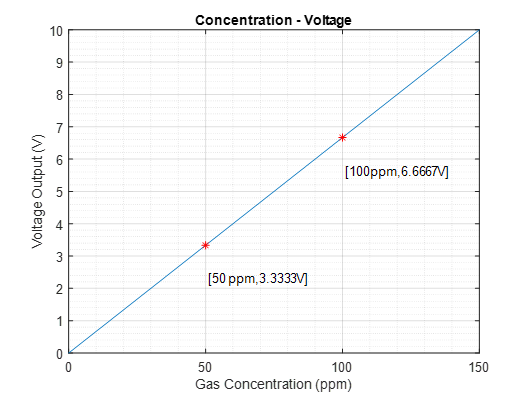 Concentration - Voltage
10
9
8
7
6
5
4
3
2
1
0
Voltage Output (V)
[100ppm,6.6667V]
[50 ppm,3.3333V]
0 50 100 150
Gas Concentration (ppm)